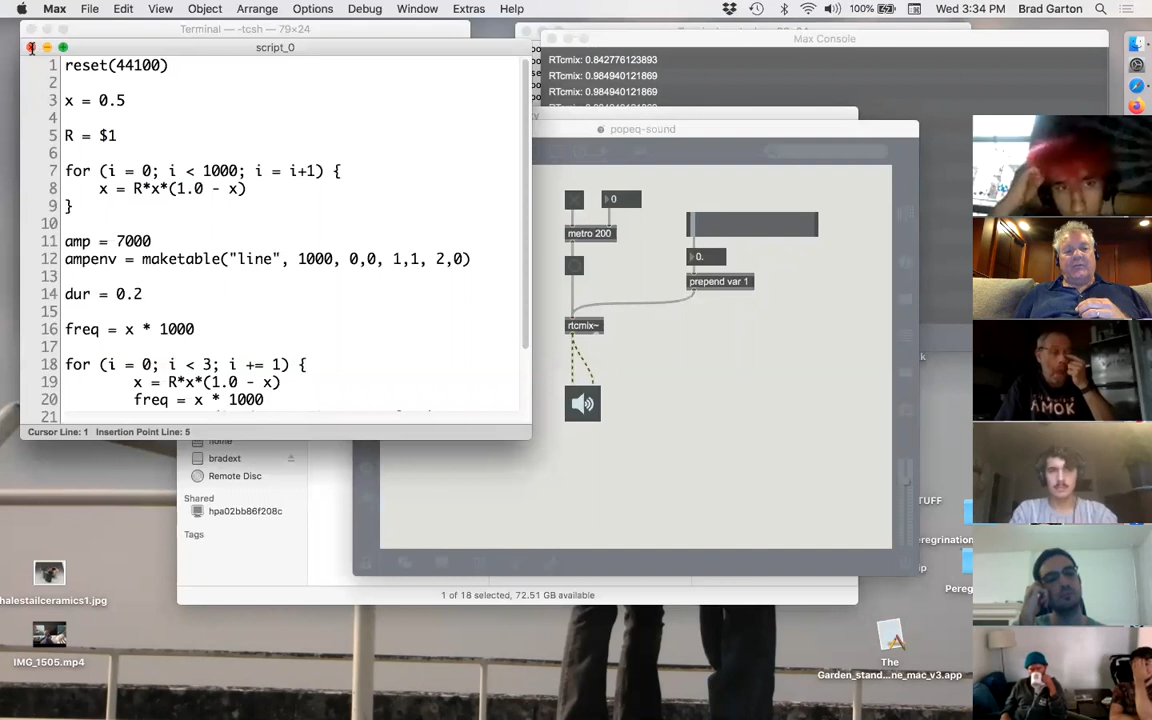 Max File Edit View Object Arrange Options Debug Window Extras Help
100% Wed 3:34 PM Brad Garton
Terminal — -tcsh — 79×24
script_0
1 reset(44100)
2
3 x = 0.5
4
5 R = $1
6
7 for (i = 0; i < 1000; i = i+1) {
8 x = R*x*(1.0 - x)
9 }
10
11 amp = 7000
12 ampenv = maketable("line", 1000, 0,0, 1,1, 2,0)
13
14 dur = 0.2
15
16 freq = x * 1000
17
18 for (i = 0; i < 3; i += 1) {
19 x = R*x*(1.0 - x)
20 freq = x * 1000
21
Cursor Line: 1 Insertion Point Line: 5
Max Console
RTcmix: 0.842776123893
RTcmix: 0.984940121869
RTcmix: 0.984940121869
popeq-sound
0
metro 200
0.
prepend var 1
rtcmix~
bradext
Remote Disc
Shared
hpa02bb86f208c
Tags
1 of 18 selected, 72.51 GB available
halestailceramics1.jpg
IMG_1505.mp4
The
Garden_stand...ne_mac_v3.app
AMOK